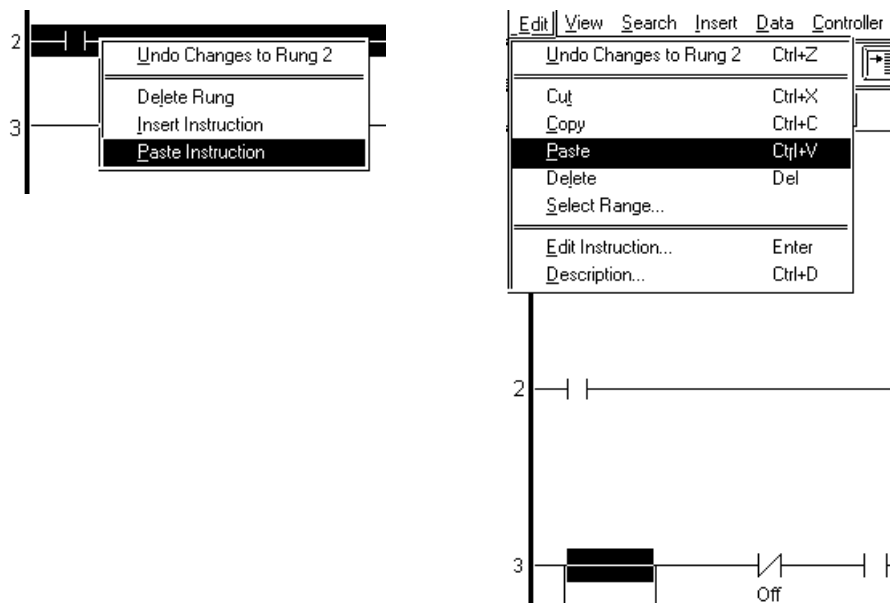 2
Undo Changes to Rung 2
Delete Rung
Insert Instruction
Paste Instruction
3
Edit View Search Insert Data Controller
Undo Changes to Rung 2 Ctrl+Z
Cut Ctrl+X
Copy Ctrl+C
Paste Ctrl+V
Delete Del
Select Range...
Edit Instruction... Enter
Description... Ctrl+D
2
3
Off